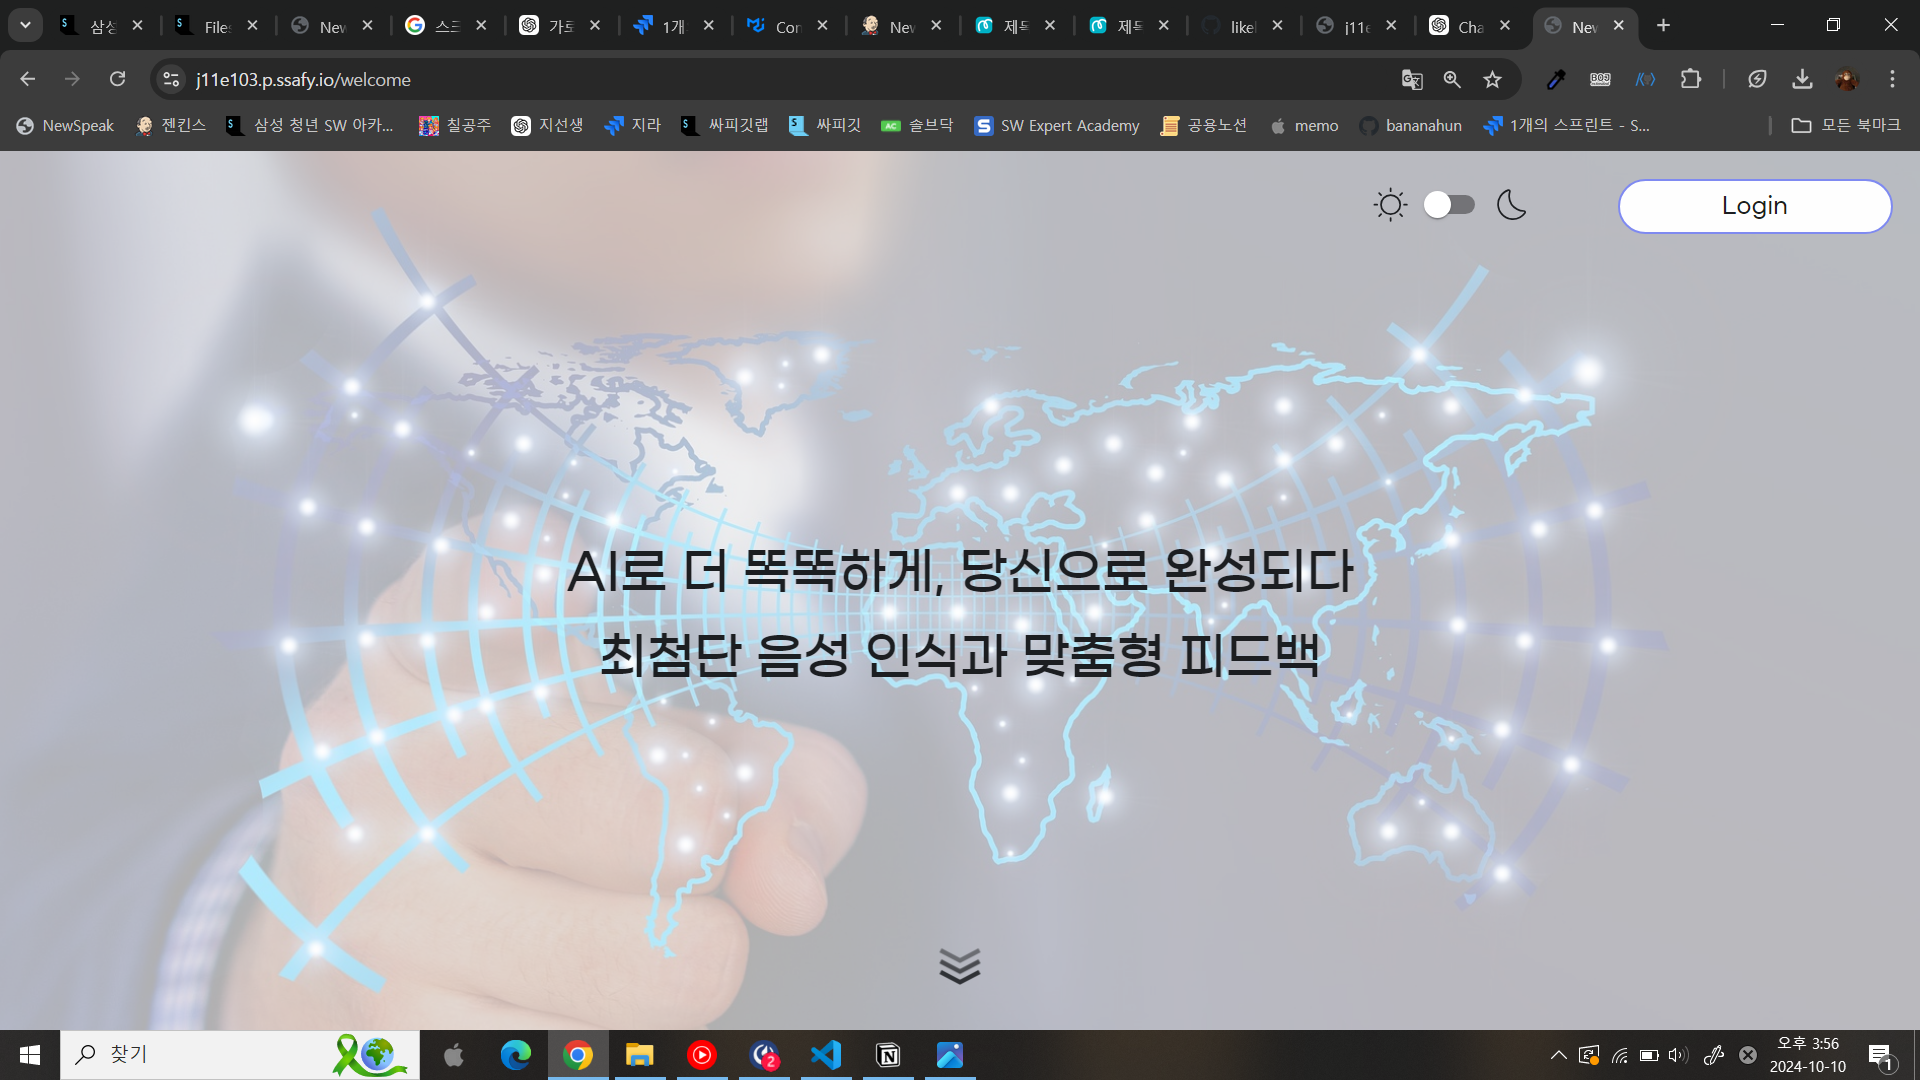 삼성
File
New
스크
가로
1개
Con
New
제목
제목
like
j11e
Cha
New
j11e103.p.ssafy.io/welcome
NewSpeak
젠킨스
삼성 청년 SW 아카...
칠공주
지선생
지라
싸피깃랩
싸피깃
솔브닥
SW Expert Academy
공용노션
memo
bananahun
1개의 스프린트 - S...
모든 북마크
Login
AI로 더 똑똑하게, 당신으로 완성되다
최첨단 음성 인식과 맞춤형 피드백
찾기
2
오후 3:56
2024-10-10
1